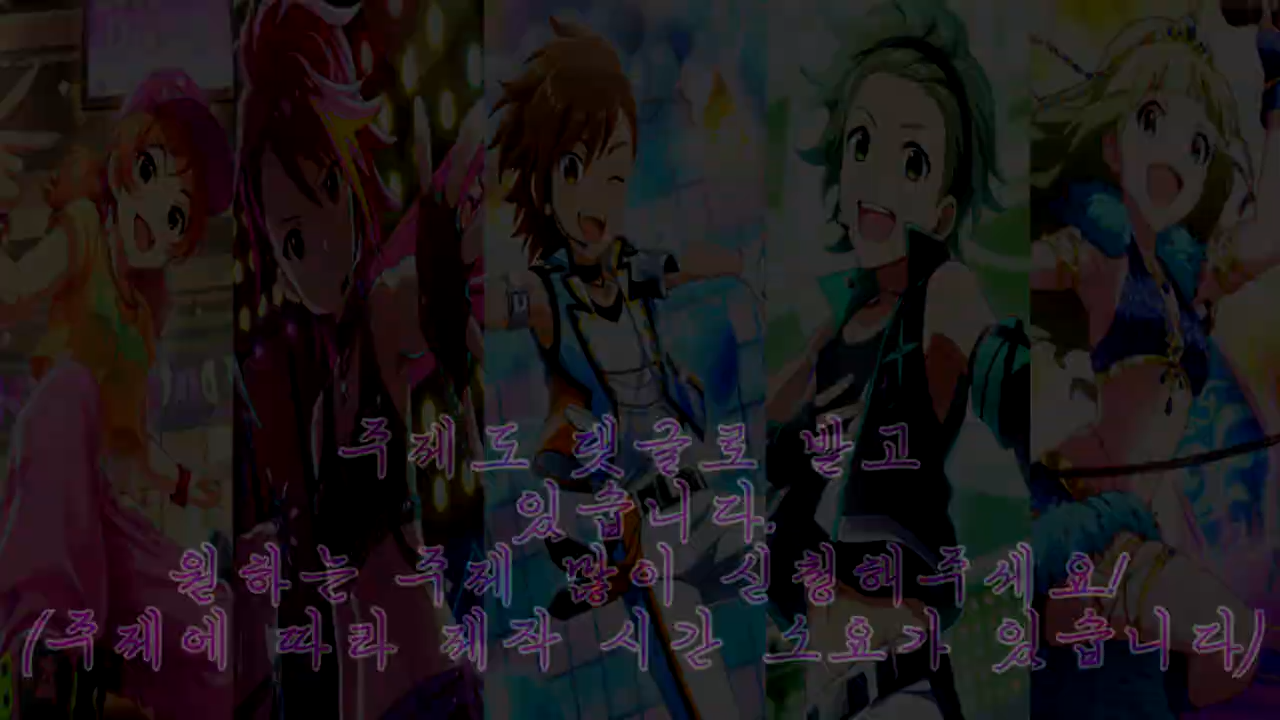 주제도 댓글로 받고
있습니다.
원하는 주제 많이 신청해주세요!
(주제에 따라 제작 시간 소요가 있습니다)